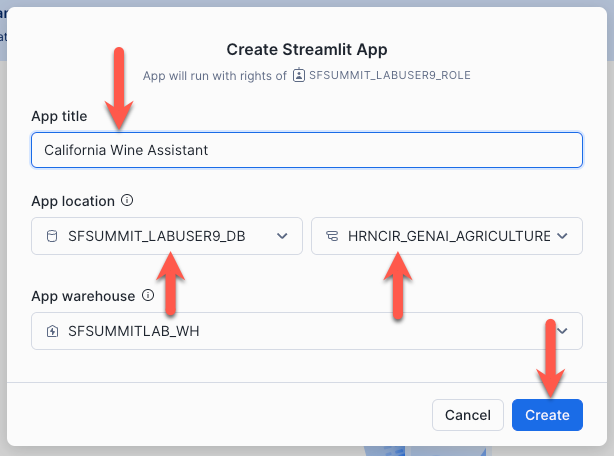 Create Streamlit App
App will run with rights of SFSUMMIT_LABUSER9_ROLE
App title
California Wine Assistant
App location
SFSUMMIT_LABUSER9_DB HRNCIR_GENAI_AGRICULTURE
App warehouse
SFSUMMITLAB_WH
Cancel Create